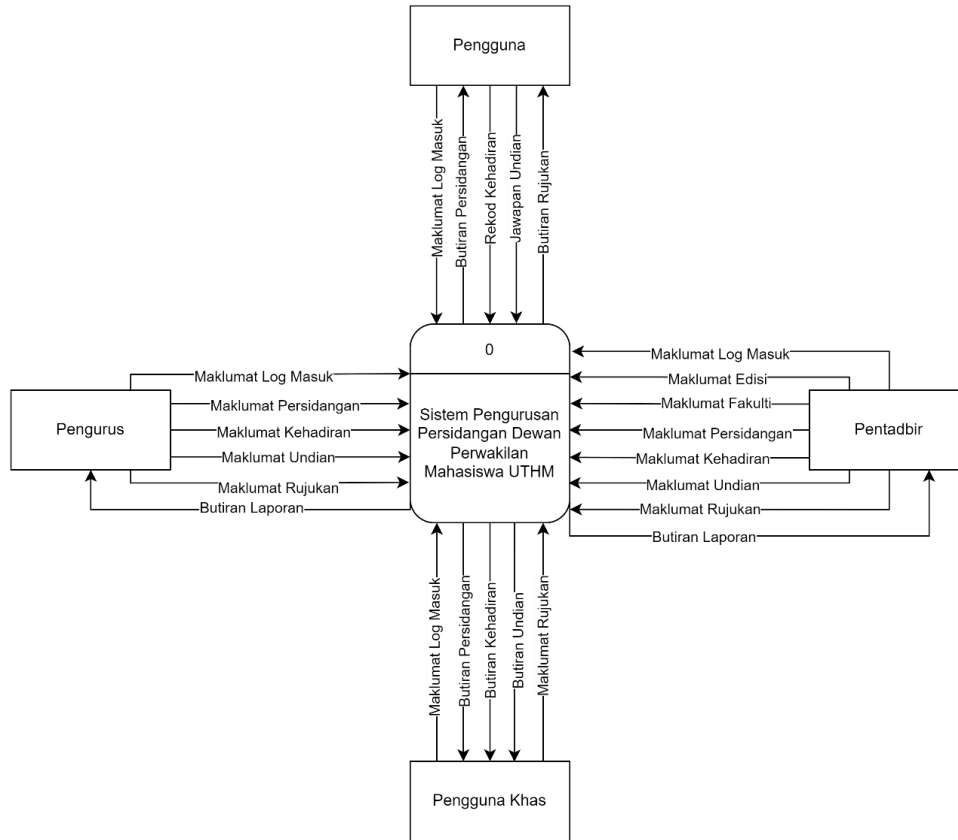 Pengguna
Maklumat Log Masuk
Butiran Persidangan
Rekod Kehadiran
Jawapan Undian
Butiran Rujukan
0
Sistem Pengurusan
Persidangan Dewan
Perwakilan
Mahasiswa UTHM
Pengurus
Maklumat Log Masuk
Maklumat Persidangan
Maklumat Kehadiran
Maklumat Undian
Maklumat Rujukan
Butiran Laporan
Maklumat Log Masuk
Maklumat Edisi
Maklumat Fakulti
Maklumat Persidangan
Maklumat Kehadiran
Maklumat Undian
Maklumat Rujukan
Butiran Laporan
Pentadbir
Maklumat Log Masuk
Butiran Persidangan
Butiran Kehadiran
Butiran Undian
Maklumat Rujukan
Pengguna Khas